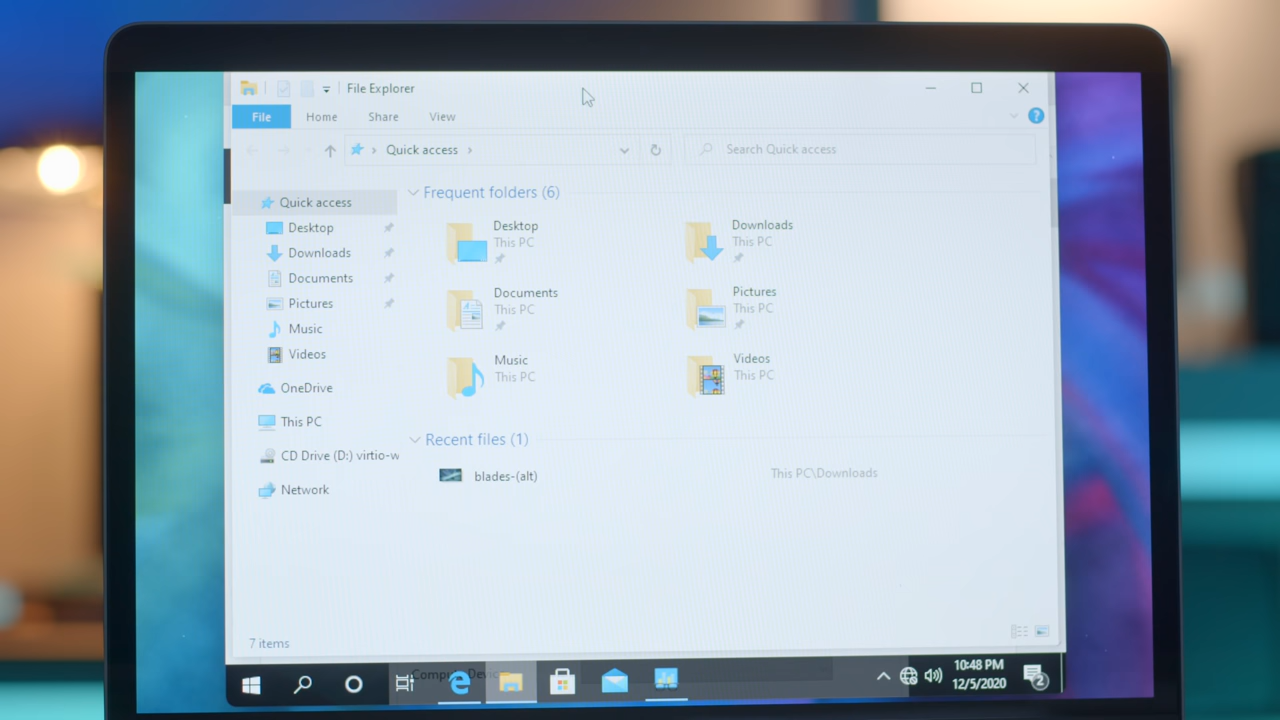 File Explorer
File Home Share View
Quick access
Search Quick access
Quick access
Desktop
Downloads
Documents
Pictures
Music
Videos
OneDrive
This PC
CD Drive (D:) virtio-w
Network
Frequent folders (6)
Desktop
This PC
Downloads
This PC
Documents
This PC
Pictures
This PC
Music
This PC
Videos
This PC
Recent files (1)
blades-(alt)
This PC\Downloads
7 items
10:48 PM
12/5/2020
2